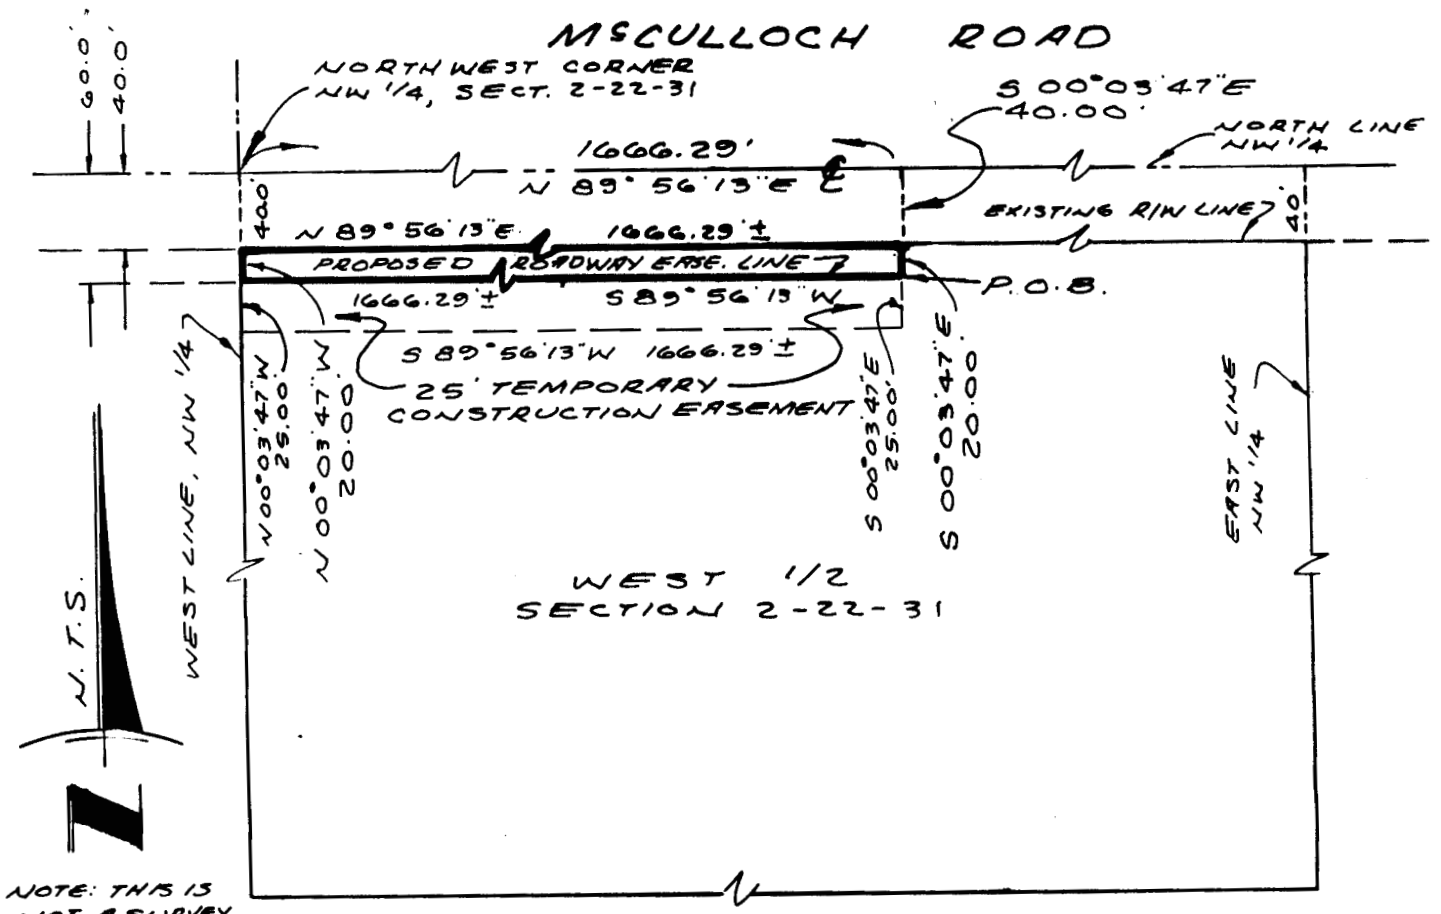 McCULLOCH ROAD
60.0'
40.0'
NORTHWEST CORNER
NW 1/4, SECT. 2-22-31
S 00°03'47"E
40.00'
NORTH LINE
NW 1/4
1666.29'
N 89°56'13"E ℄
400'
EXISTING R/W LINE
40'
N 89°56'13"E 1666.29'±
PROPOSED ROADWAY EASE. LINE
P.O.B.
1666.29'± S 89°56'13"W
S 89°56'13"W 1666.29'±
25' TEMPORARY
CONSTRUCTION EASEMENT
WEST LINE, NW 1/4
N 00°03'47"W
25.00'
N 00°03'47"W
20.00'
S 00°03'47"E
25.00'
S 00°03'47"E
20.00
EAST LINE
NW 1/4
WEST 1/2
SECTION 2-22-31
N.T.S.
N
NOTE: THIS IS
NOT A SURVEY